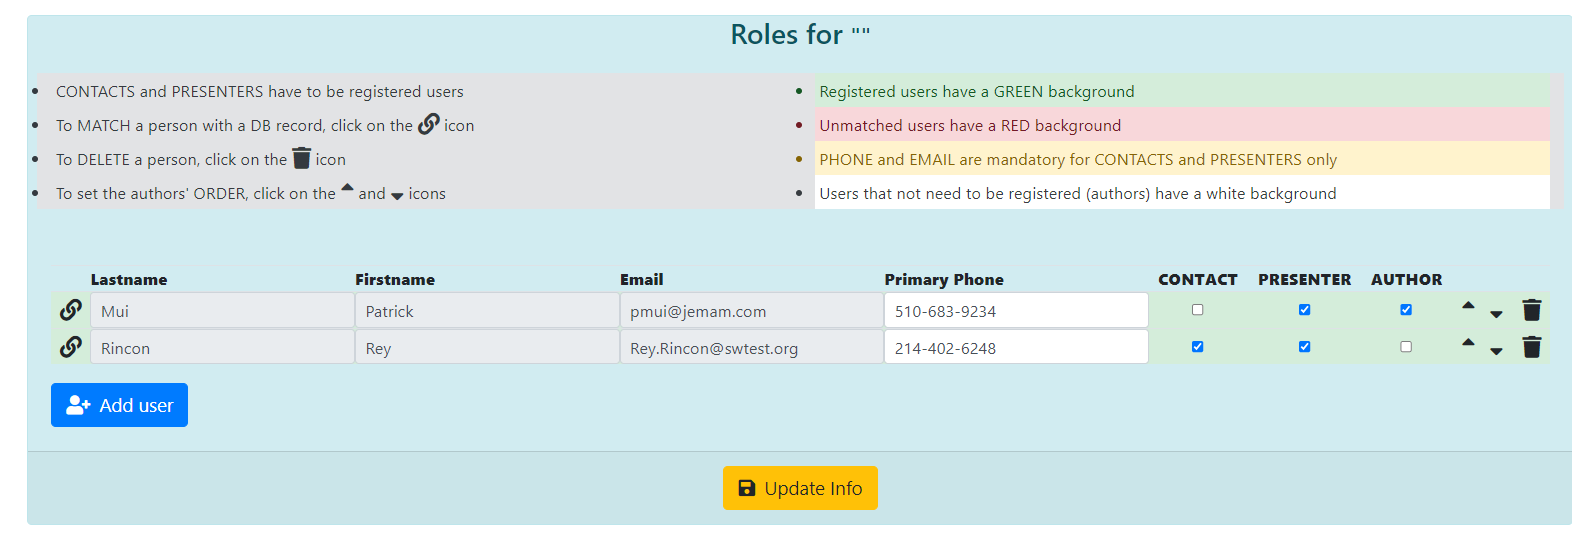 Roles for ""
CONTACTS and PRESENTERS have to be registered users
To MATCH a person with a DB record, click on the icon
To DELETE a person, click on the icon
To set the authors' ORDER, click on the and icons
Registered users have a GREEN background
Unmatched users have a RED background
PHONE and EMAIL are mandatory for CONTACTS and PRESENTERS only
Users that not need to be registered (authors) have a white background
Lastname Firstname Email Primary Phone CONTACT PRESENTER AUTHOR
Mui Patrick pmui@jemam.com 510-683-9234
Rincon Rey Rey.Rincon@swtest.org 214-402-6248
Add user
Update Info